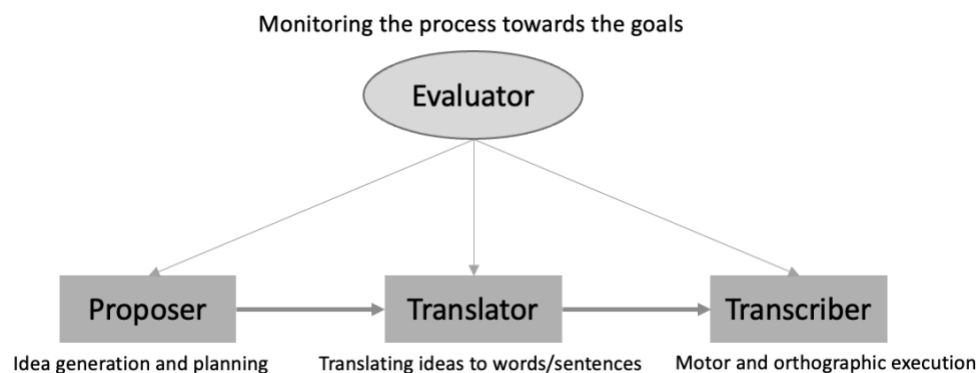 Monitoring the process towards the goals
Evaluator
Proposer
Translator
Transcriber
Idea generation and planning
Translating ideas to words/sentences
Motor and orthographic execution